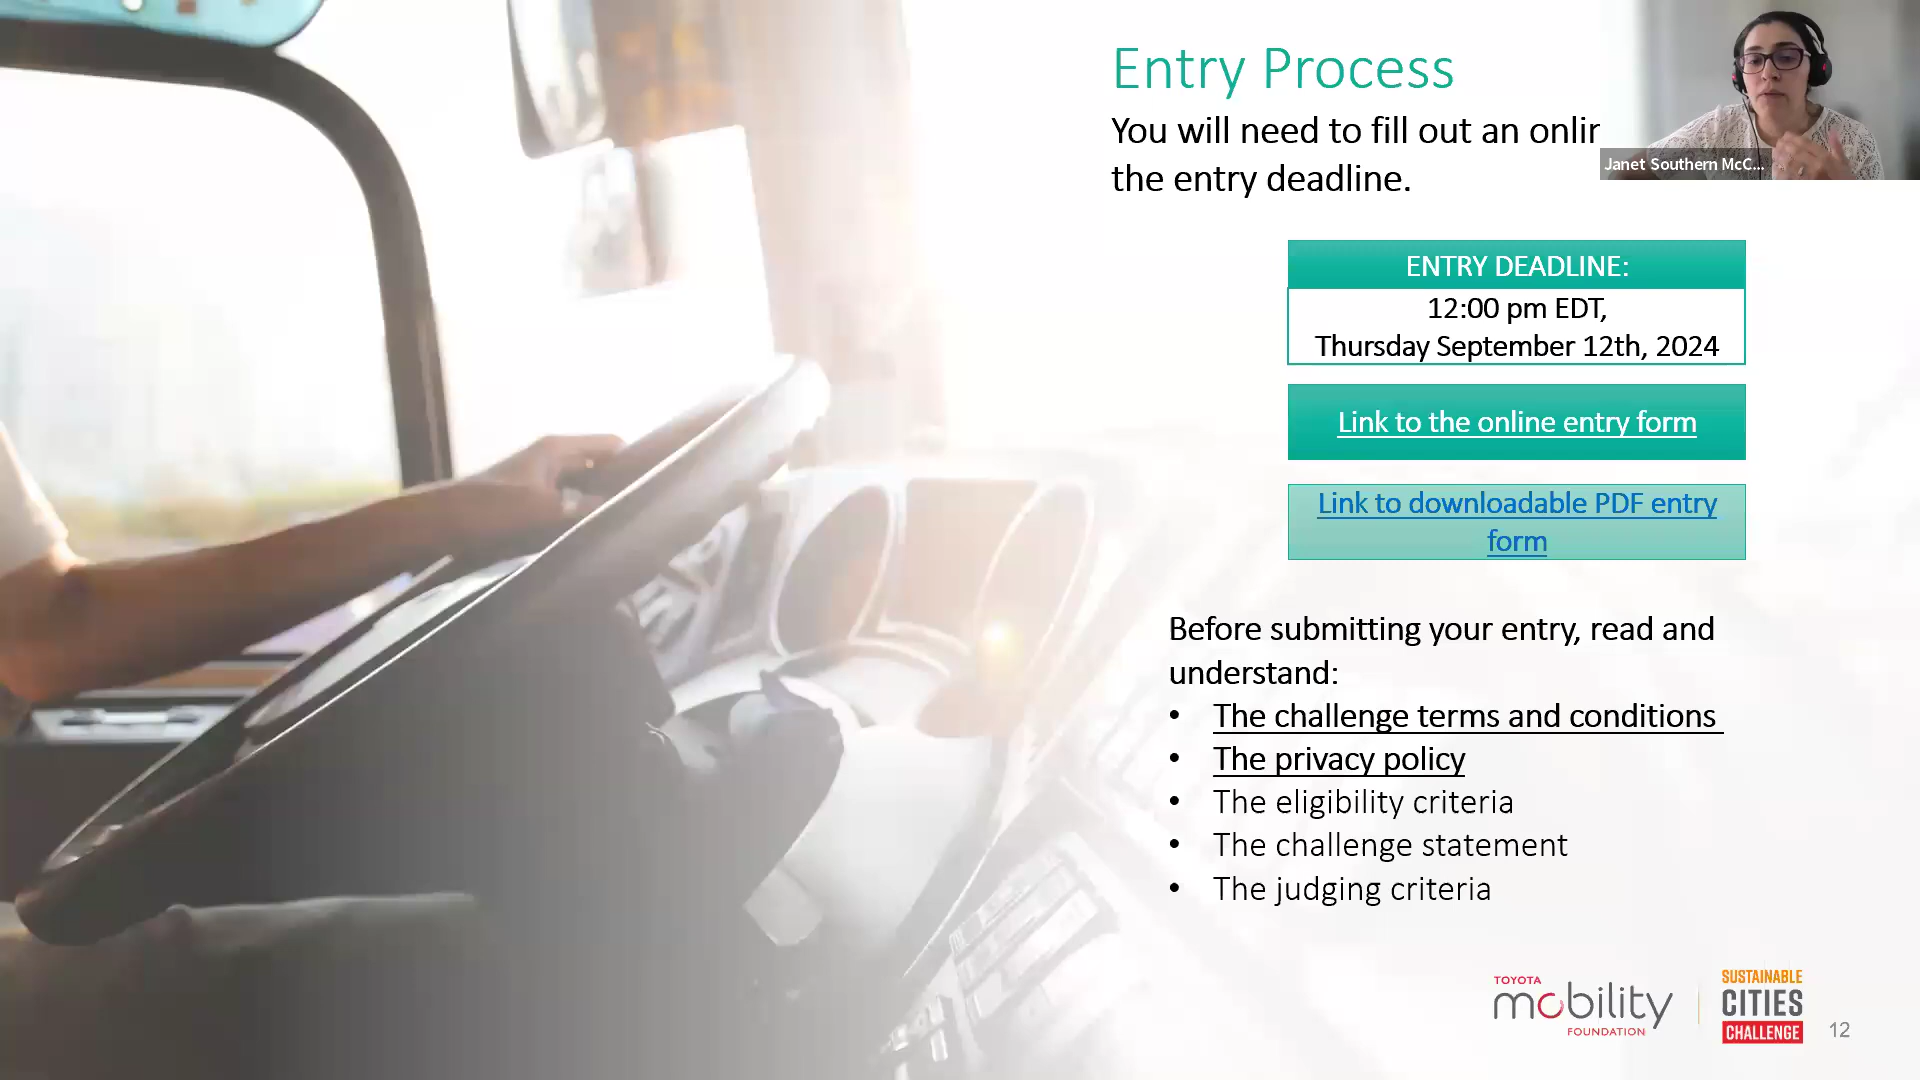 Entry Process
You will need to fill out an onlin
the entry deadline.
Janet Southern McC...
ENTRY DEADLINE:
12:00 pm EDT,
Thursday September 12th, 2024
Link to the online entry form
Link to downloadable PDF entry
form
Before submitting your entry, read and
understand:
• The challenge terms and conditions
• The privacy policy
• The eligibility criteria
• The challenge statement
• The judging criteria
TOYOTA
mobility
FOUNDATION
SUSTAINABLE
CITIES
CHALLENGE
12